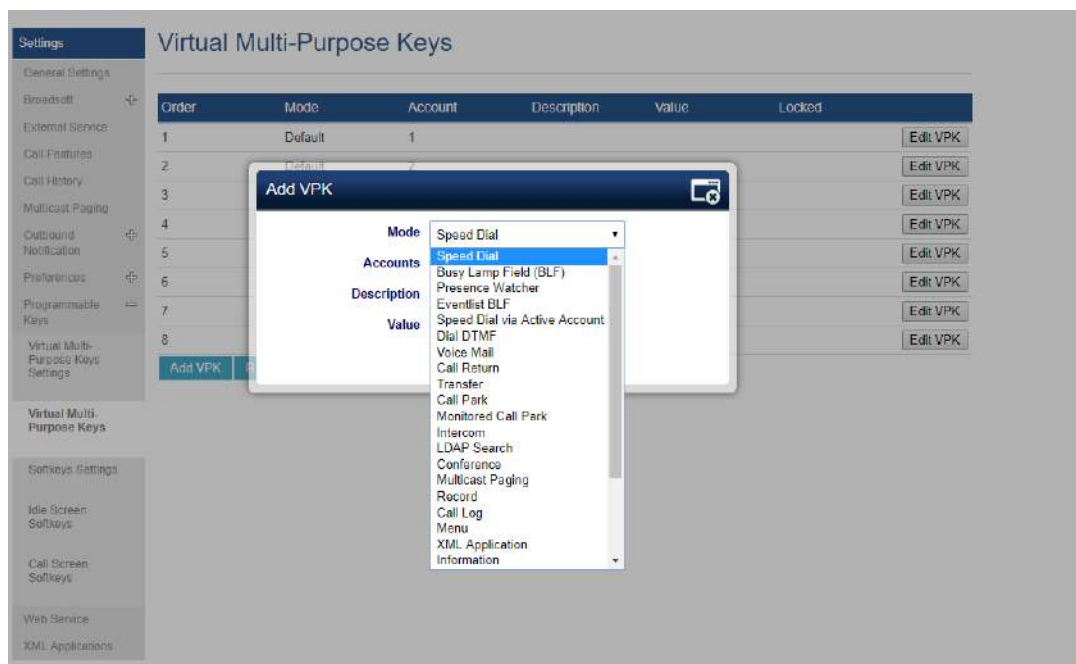 Settings
Virtual Multi-Purpose Keys
General Settings
Broadsoft
External Service
Call Features
Call History
Multicast Paging
Outbound
Notification
Preferences
Programmable
Keys
Virtual Multi-
Purpose Keys
Settings
Virtual Multi-
Purpose Keys
Softkeys Settings
Idle Screen
Softkeys
Call Screen
Softkeys
Web Service
XML Applications
Order Mode Account Description Value Locked
1 Default 1 Edit VPK
2 Default 2 Edit VPK
3 Edit VPK
4 Edit VPK
5 Edit VPK
6 Edit VPK
7 Edit VPK
8 Edit VPK
Add VPK
Add VPK
Mode Speed Dial
Accounts
Description
Value
Speed Dial
Busy Lamp Field (BLF)
Presence Watcher
Eventlist BLF
Speed Dial via Active Account
Dial DTMF
Voice Mail
Call Return
Transfer
Call Park
Monitored Call Park
Intercom
LDAP Search
Conference
Multicast Paging
Record
Call Log
Menu
XML Application
Information